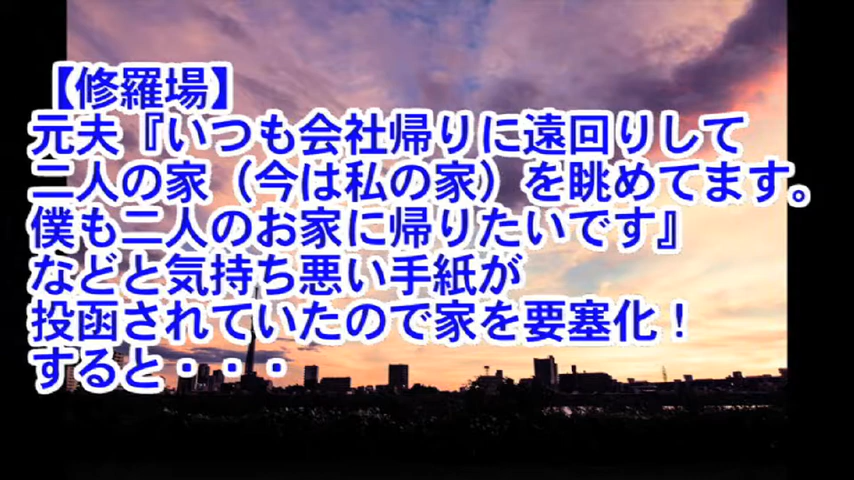 【修羅場】
元夫『いつも会社帰りに遠回りして
二人の家（今は私の家）を眺めてます。
僕も二人のお家に帰りたいです』
などと気持ち悪い手紙が
投函されていたので家を要塞化！
すると・・・